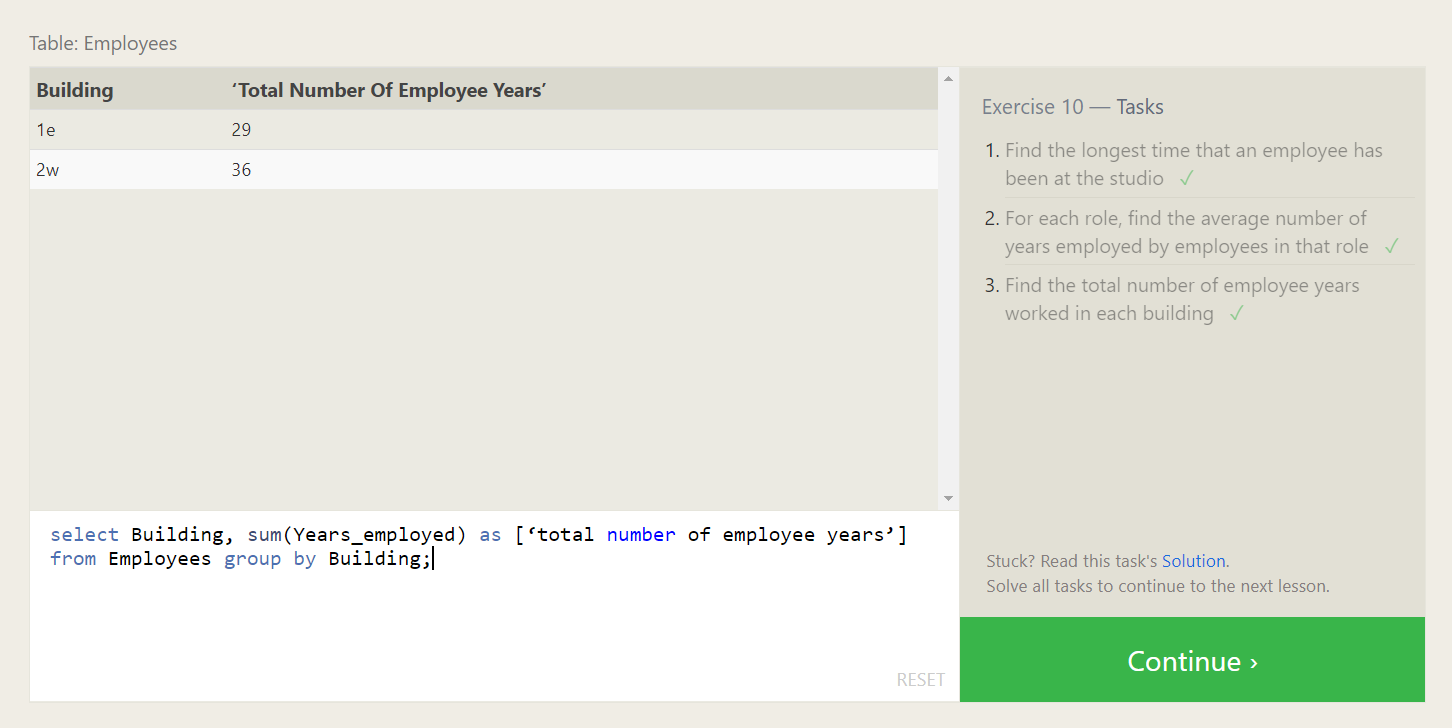 Table: Employees
Building ‘Total Number Of Employee Years’
1e 29
2w 36
select Building, sum(Years_employed) as [‘total number of employee years’]
from Employees group by Building;
RESET
Exercise 10 — Tasks
1. Find the longest time that an employee has
been at the studio ✓
2. For each role, find the average number of
years employed by employees in that role ✓
3. Find the total number of employee years
worked in each building ✓
Stuck? Read this task's Solution.
Solve all tasks to continue to the next lesson.
Continue ›